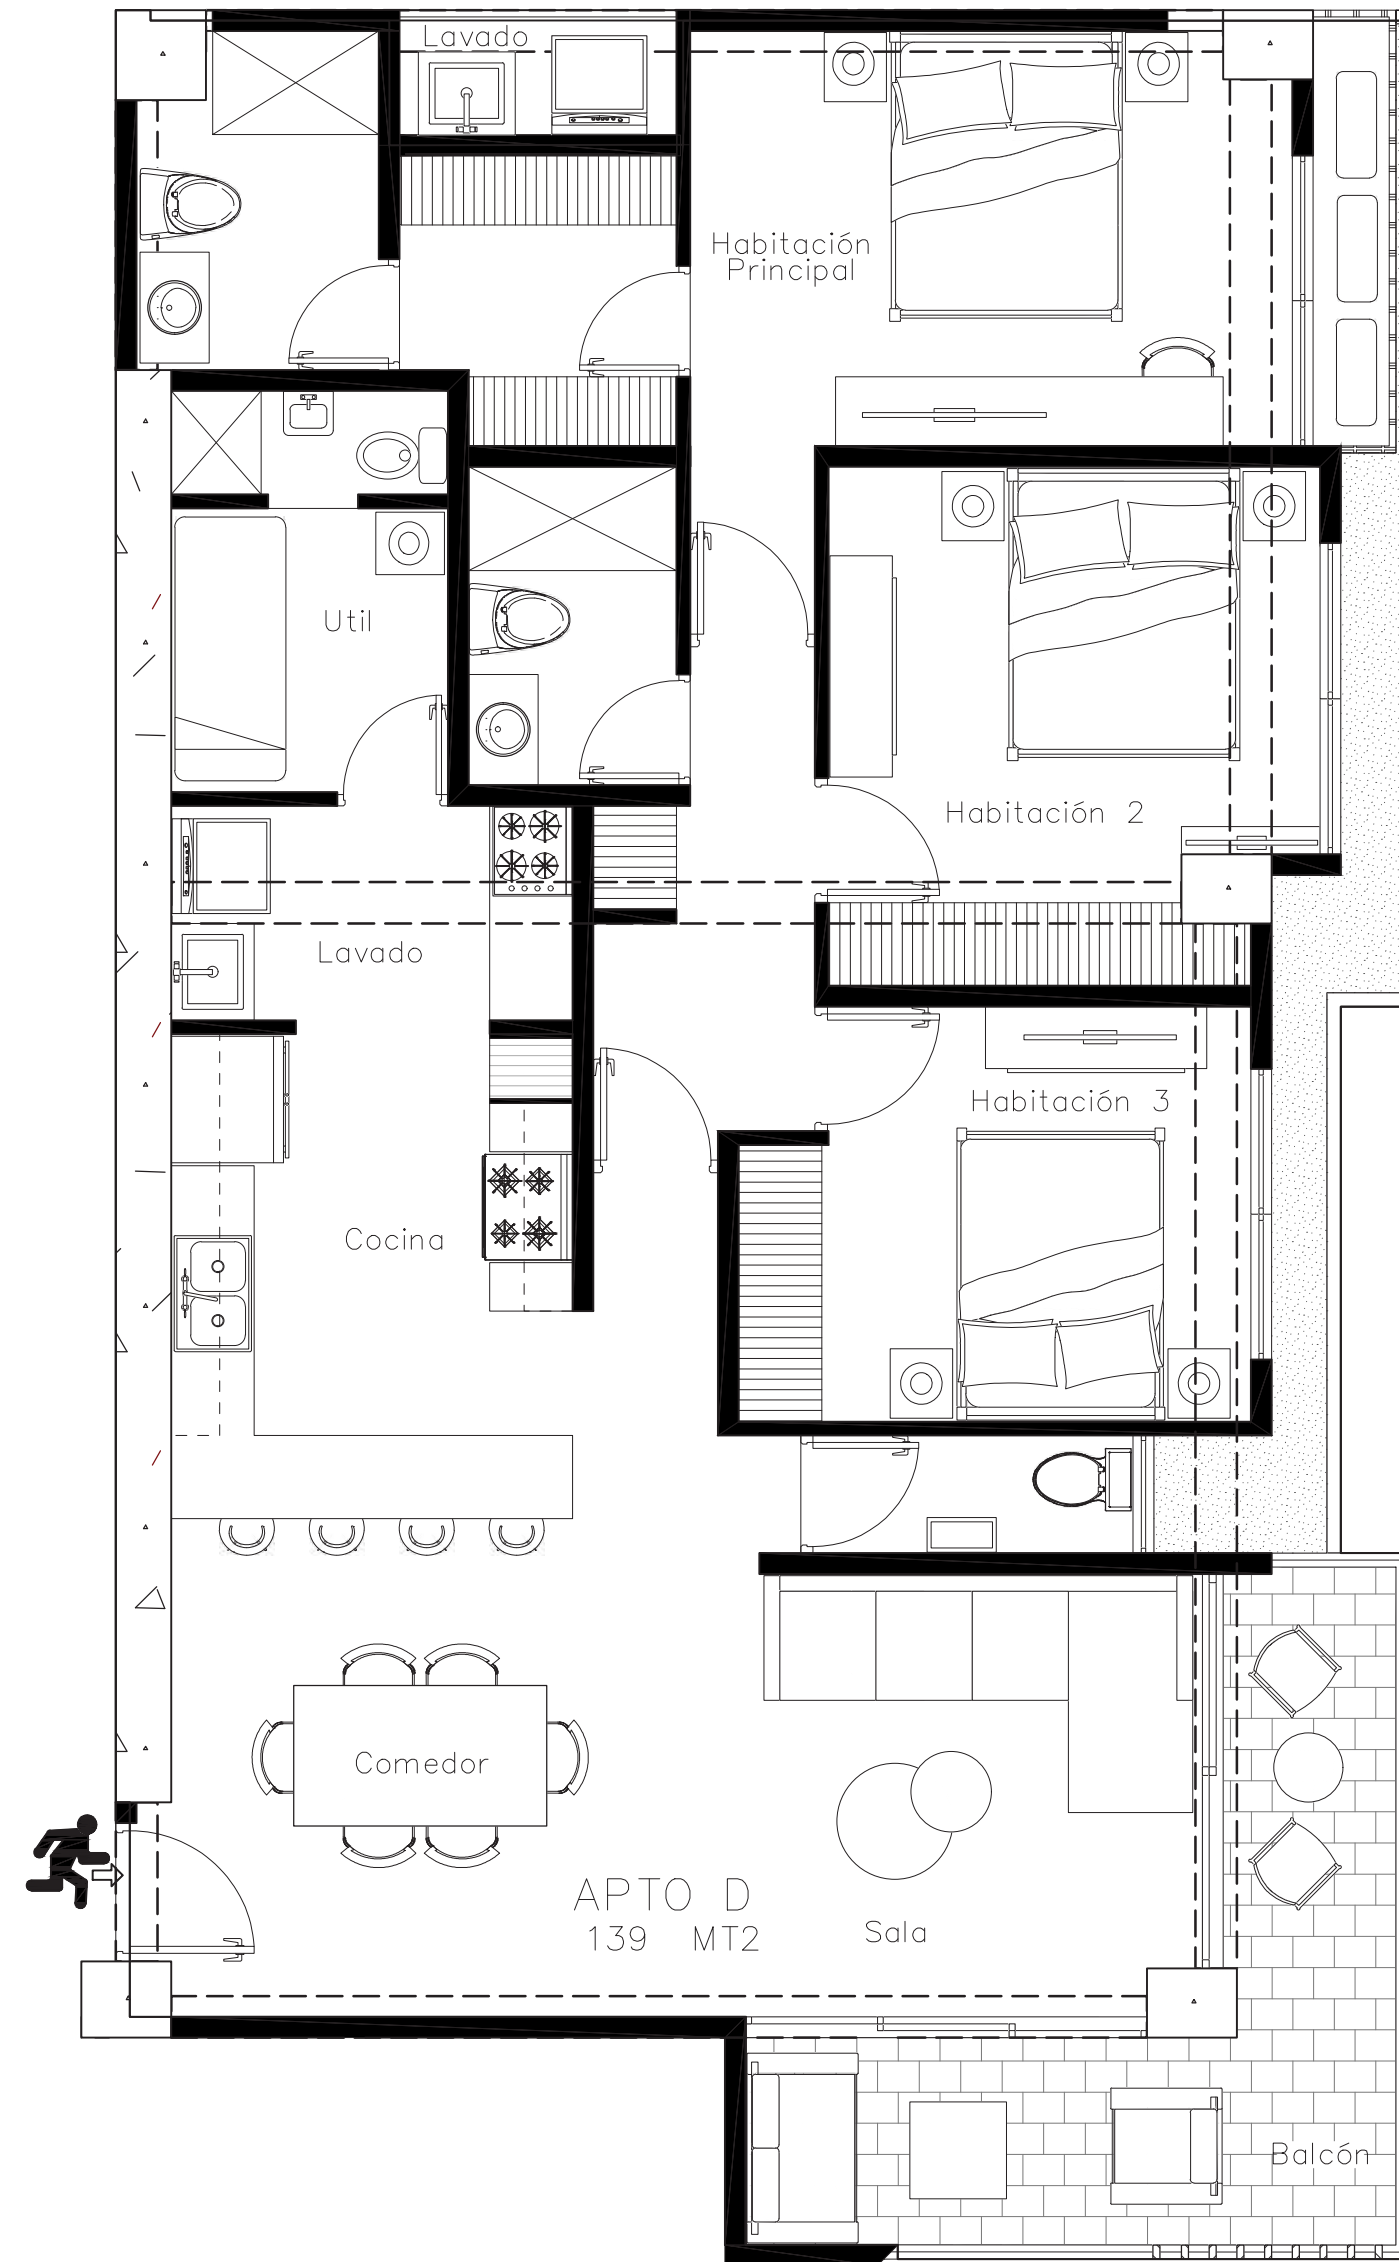 Lavado
Habitación
Principal
Util
Habitación 2
Lavado
Habitación 3
Cocina
Comedor
APTO D
139 MT2
Sala
Balcón